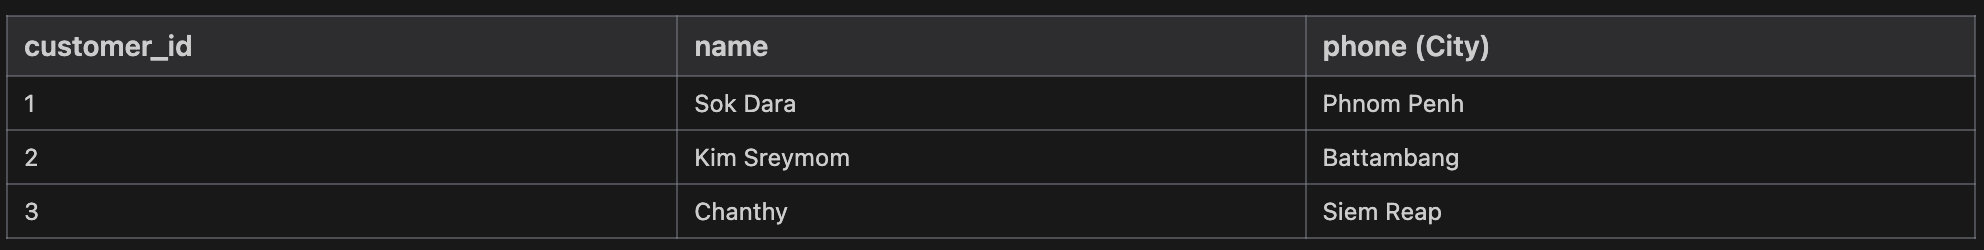 customer_id name phone (City)
1 Sok Dara Phnom Penh
2 Kim Sreymom Battambang
3 Chanthy Siem Reap